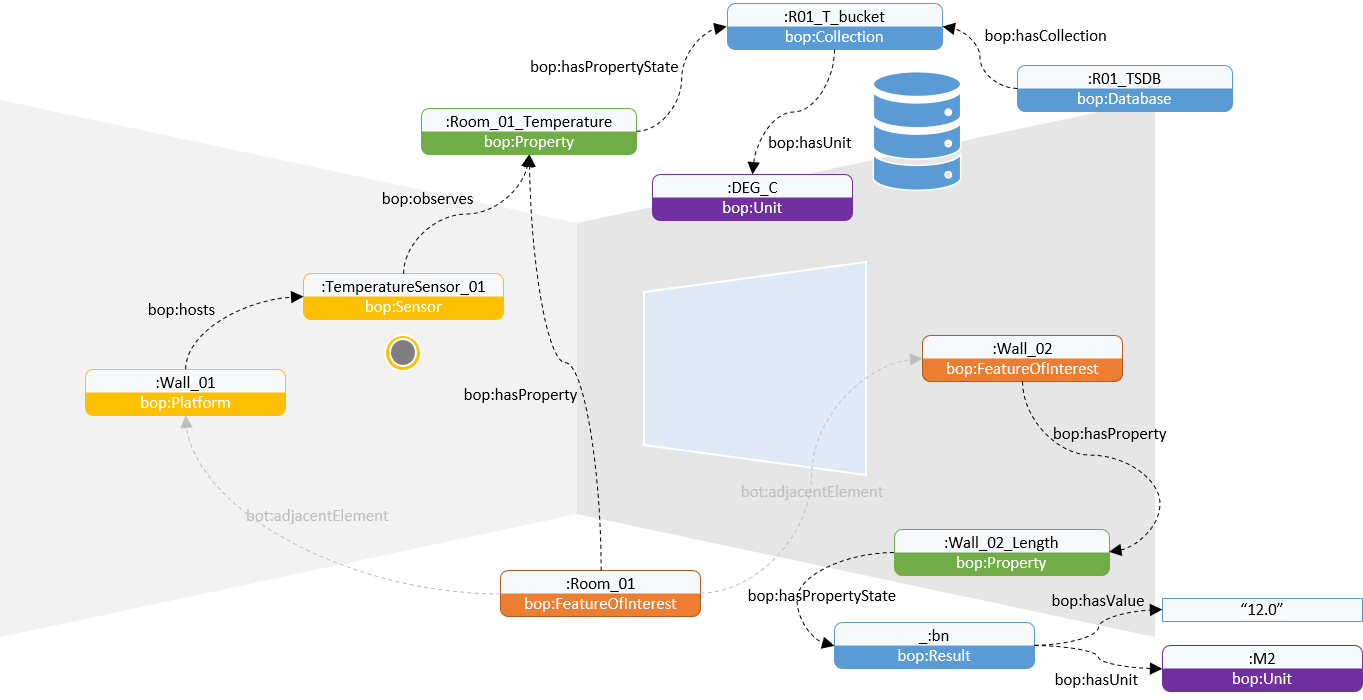 :R01_T_bucket
bop:Collection
bop:hasCollection
bop:hasPropertyState
:R01_TSDB
bop:Database
:Room_01_Temperature
bop:Property
bop:hasUnit
:DEG_C
bop:Unit
bop:observes
:TemperatureSensor_01
bop:Sensor
bop:hosts
:Wall_01
bop:Platform
:Wall_02
bop:FeatureOfInterest
bop:hasProperty
bop:hasProperty
bot:adjacentElement
bot:adjacentElement
:Wall_02_Length
bop:Property
:Room_01
bop:FeatureOfInterest
bop:hasPropertyState
bop:hasValue
“12.0”
_:bn
bop:Result
:M2
bop:Unit
bop:hasUnit